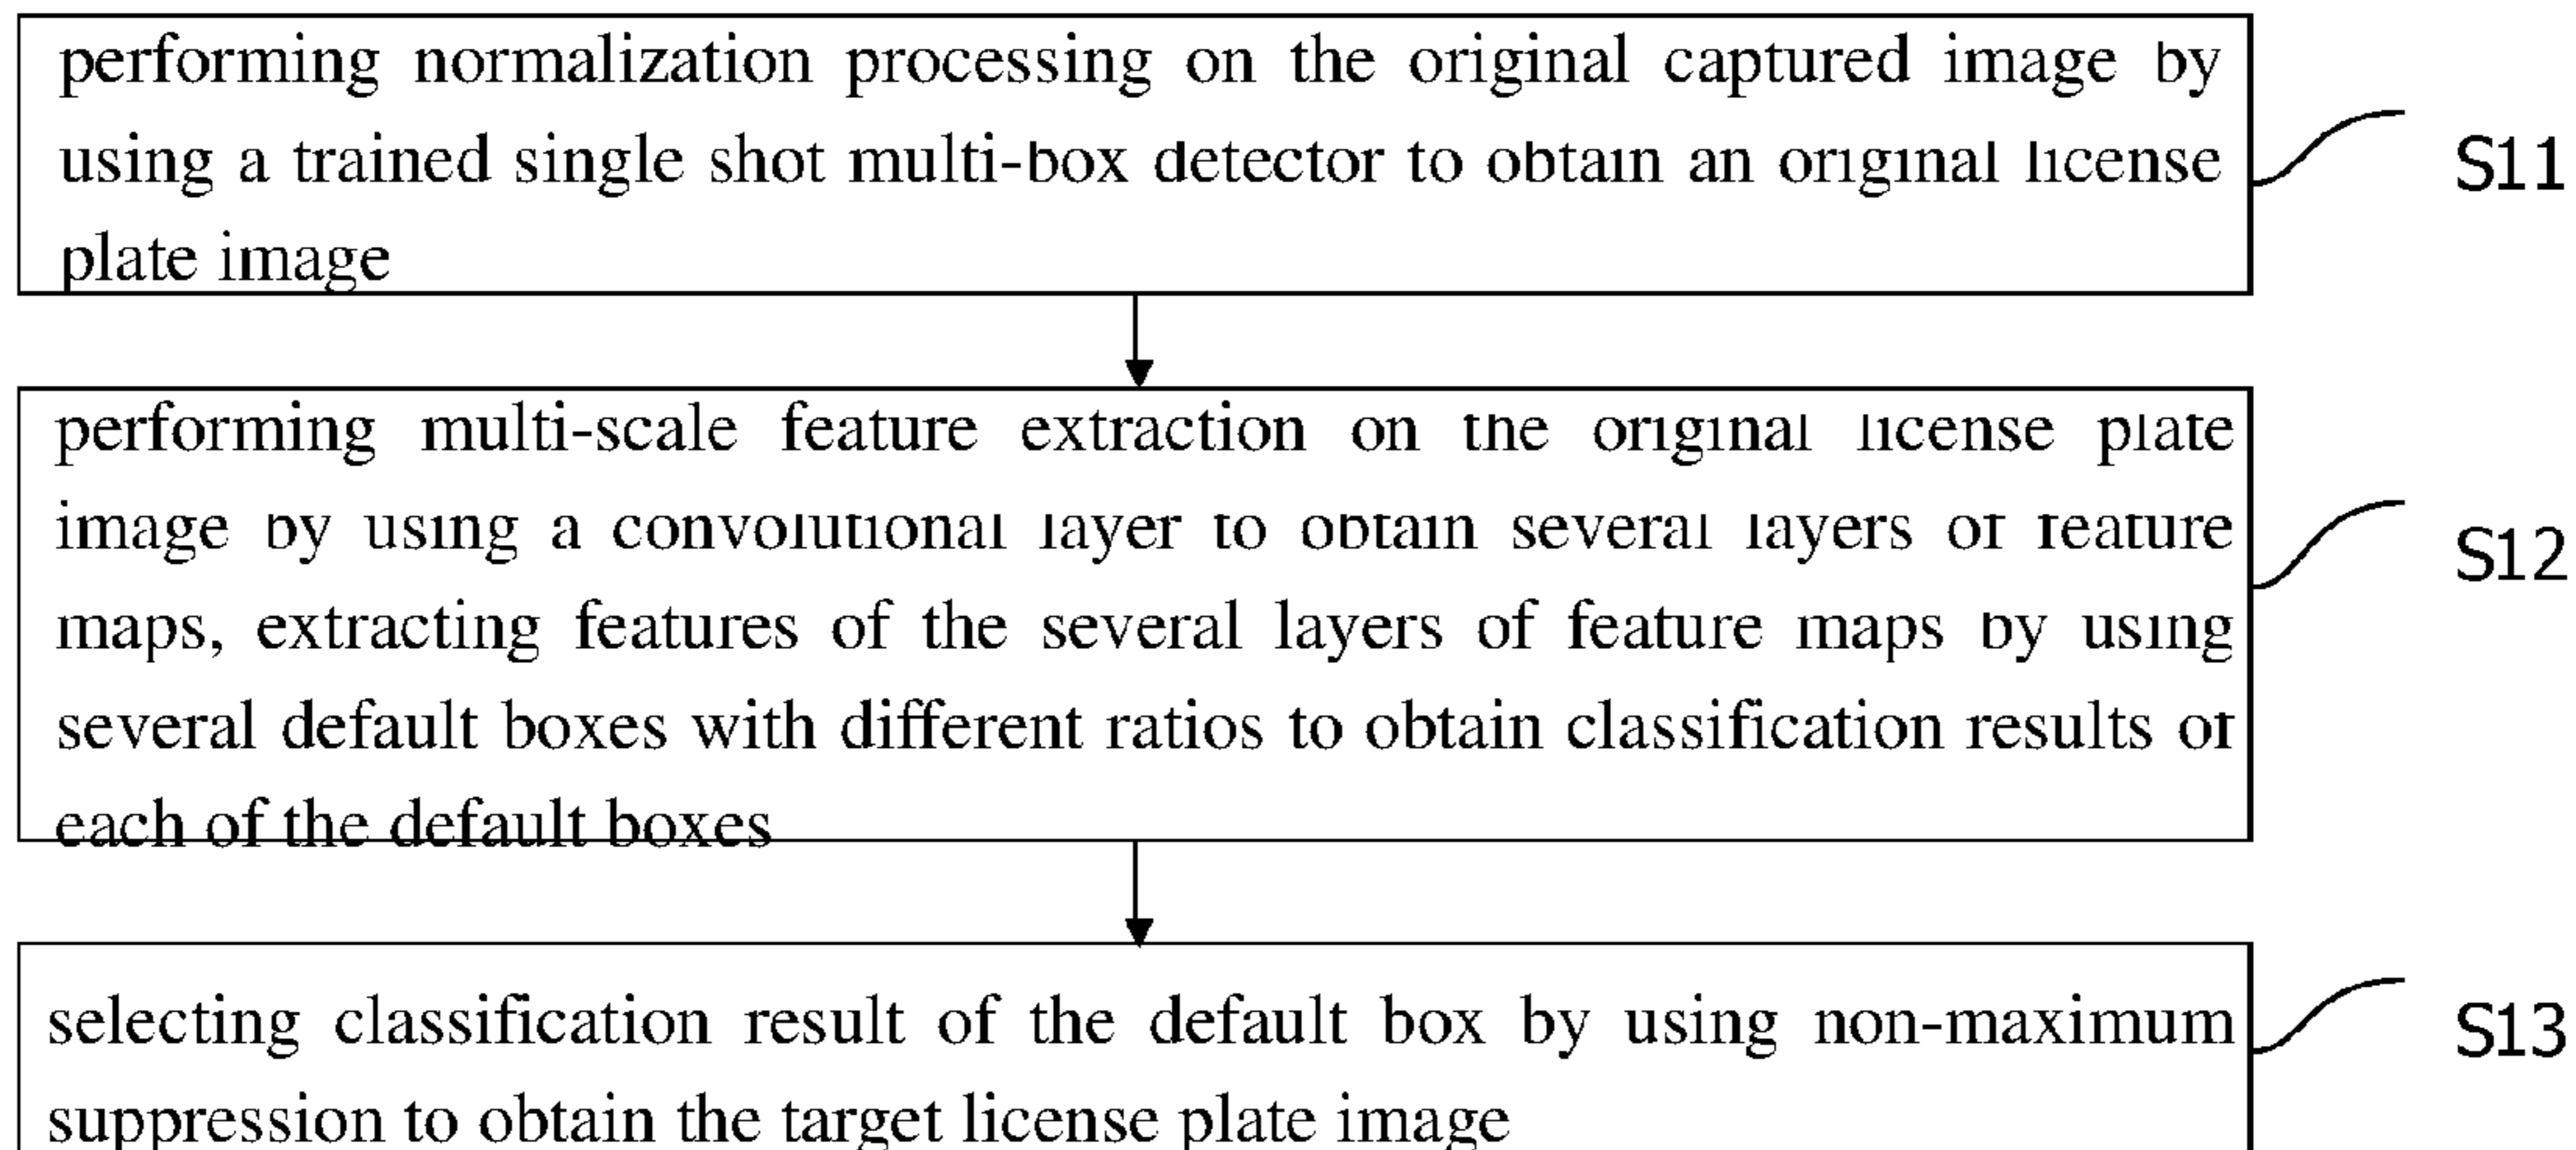 performing normalization processing on the original captured image by
using a trained single shot multi-box detector to obtain an original license
plate image
S11
performing multi-scale feature extraction on the original license plate
image by using a convolutional layer to obtain several layers of feature
maps, extracting features of the several layers of feature maps by using
several default boxes with different ratios to obtain classification results of
each of the default boxes
S12
selecting classification result of the default box by using non-maximum
suppression to obtain the target license plate image
S13